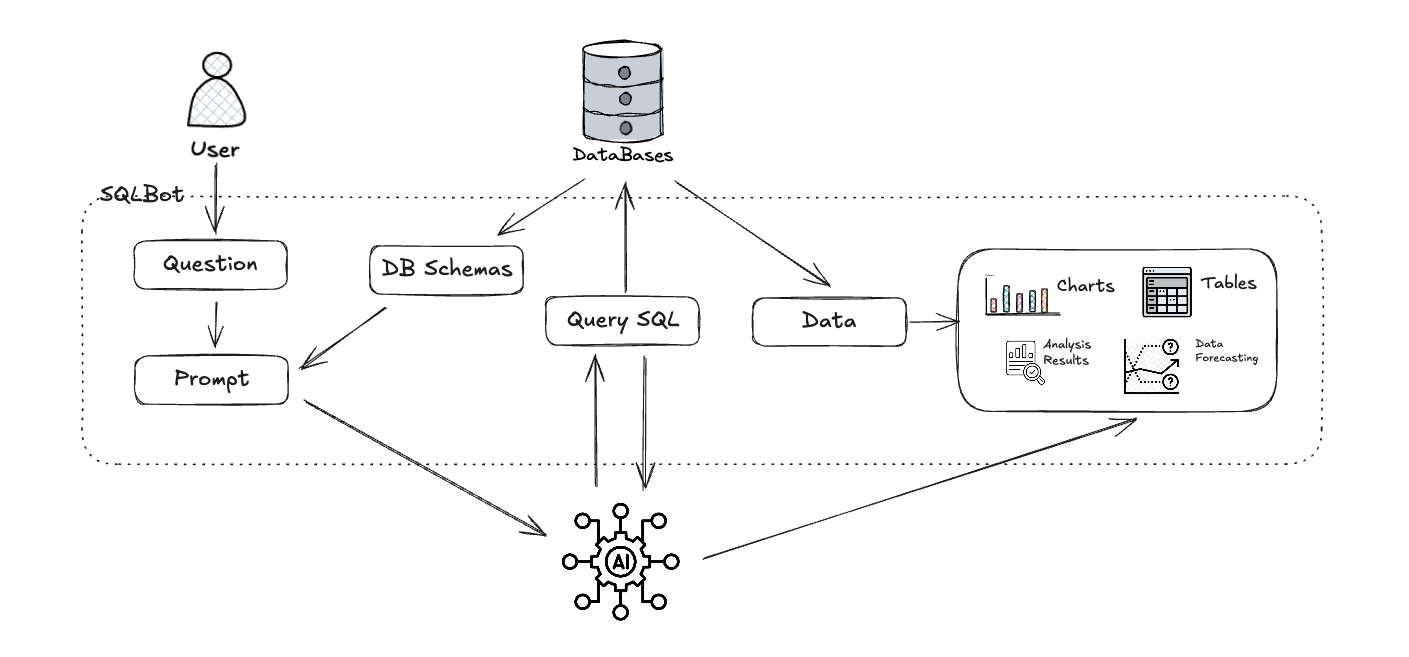 User
DataBases
SQLBot
Question
DB Schemas
Query SQL
Data
Charts
Tables
Analysis
Results
Data
Forecasting
?
?
Prompt
AI